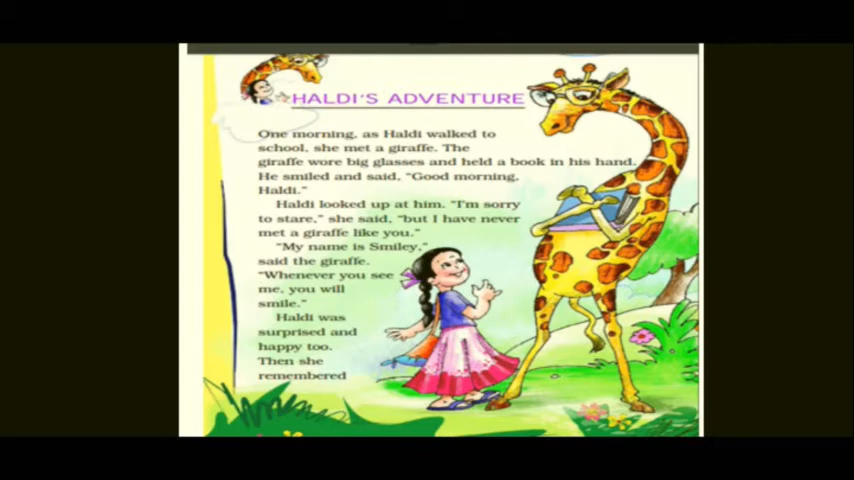 HALDI'S ADVENTURE
One morning, as Haldi walked to
school, she met a giraffe. The
giraffe wore big glasses and held a book in his hand.
He smiled and said, "Good morning,
Haldi."
Haldi looked up at him. "I'm sorry
to stare," she said, "but I have never
met a giraffe like you."
"My name is Smiley,"
said the giraffe.
"Whenever you see
me, you will
smile."
Haldi was
surprised and
happy too.
Then she
remembered